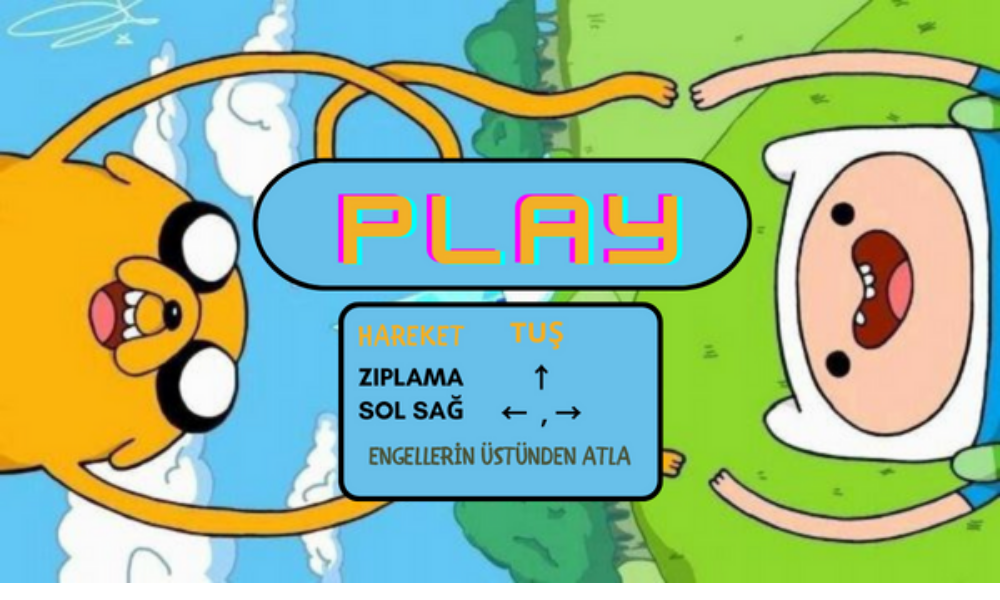 PLAY
HAREKET TUŞ
ZIPLAMA ↑
SOL SAĞ ← , →
ENGELLERİN ÜSTÜNDEN ATLA